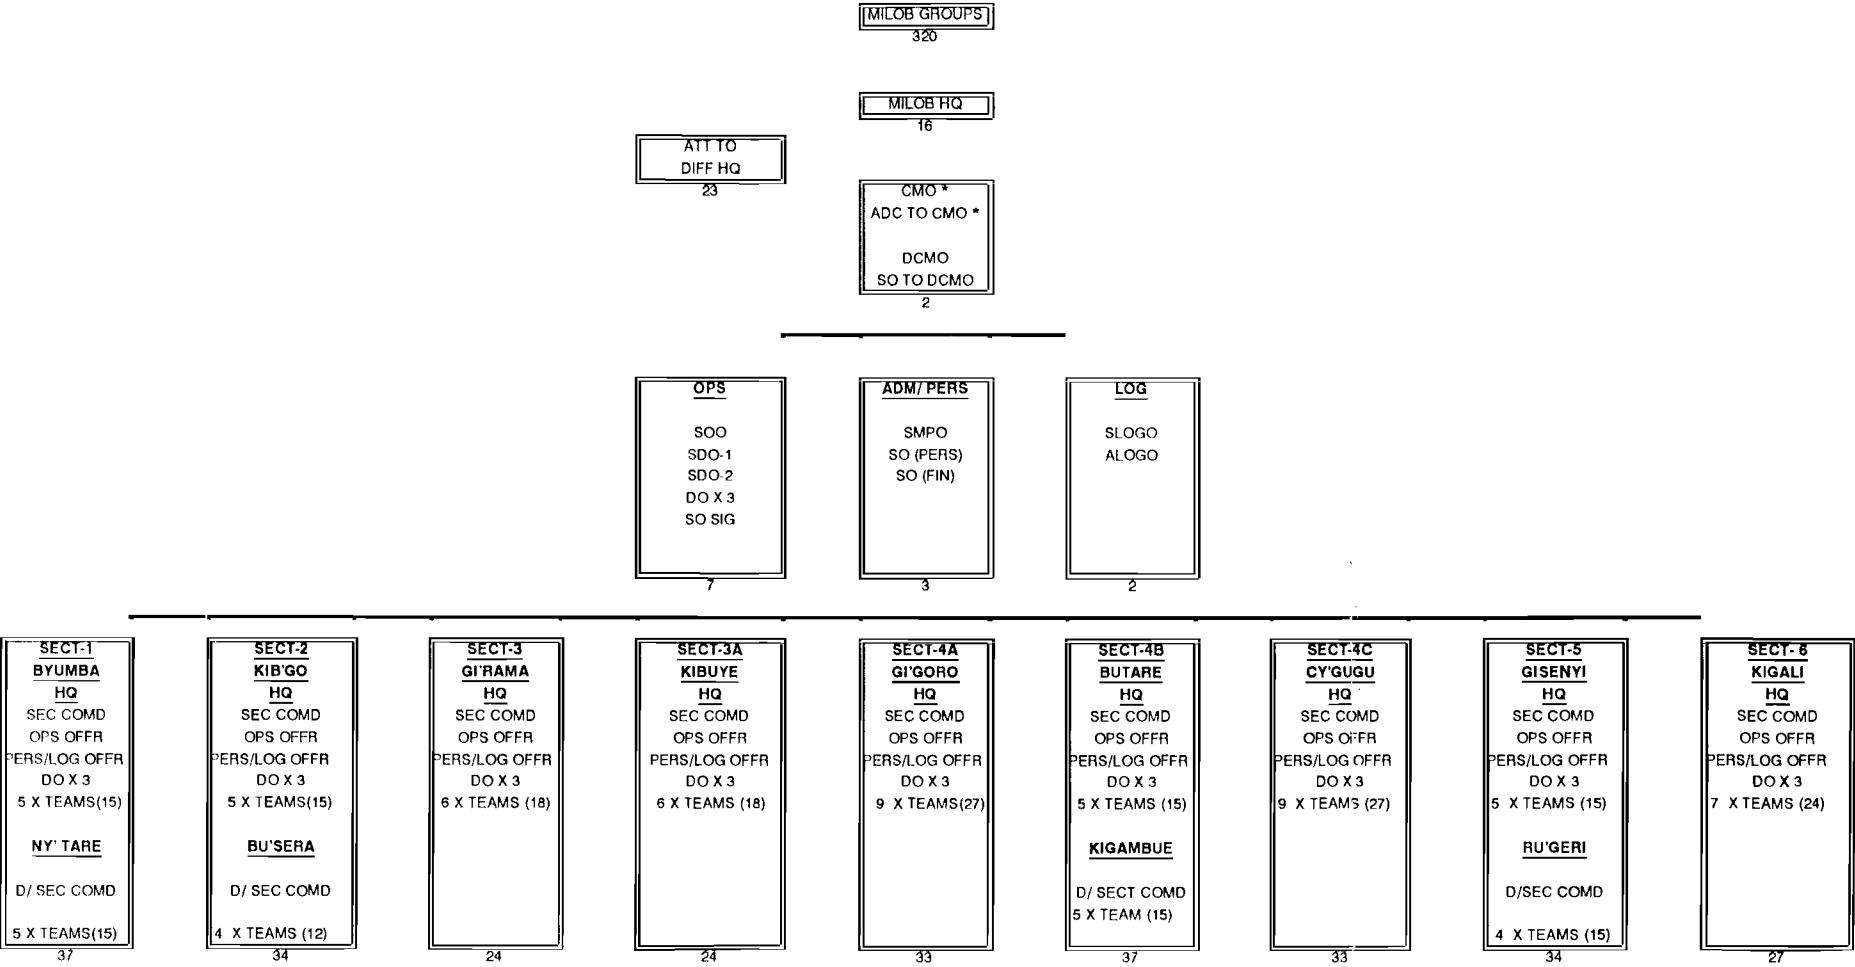 MILOB GROUPS
320
MILOB HQ
16
ATT TO
DIFF HQ
23
CMO *
ADC TO CMO *
DCMO
SO TO DCMO
2
OPS
SOO
SDO-1
SDO-2
DO X 3
SO SIG
7
ADM/ PERS
SMPO
SO (PERS)
SO (FIN)
3
LOG
SLOGO
ALOGO
2
SECT-1
BYUMBA
HQ
SEC COMD
OPS OFFR
PERS/LOG OFFR
DO X 3
5 X TEAMS(15)
NY' TARE
D/ SEC COMD
5 X TEAMS(15)
37
SECT-2
KIB'GO
HQ
SEC COMD
OPS OFFR
PERS/LOG OFFR
DO X 3
5 X TEAMS(15)
BU'SERA
D/ SEC COMD
4 X TEAMS (12)
34
SECT-3
GI'RAMA
HQ
SEC COMD
OPS OFFR
PERS/LOG OFFR
DO X 3
6 X TEAMS (18)
24
SECT-3A
KIBUYE
HQ
SEC COMD
OPS OFFR
PERS/LOG OFFR
DO X 3
6 X TEAMS (18)
24
SECT-4A
GI'GORO
HQ
SEC COMD
OPS OFFR
PERS/LOG OFFR
DO X 3
9 X TEAMS(27)
33
SECT-4B
BUTARE
HQ
SEC COMD
OPS OFFR
PERS/LOG OFFR
DO X 3
5 X TEAMS (15)
KIGAMBUE
D/ SECT COMD
5 X TEAM (15)
37
SECT-4C
CY'GUGU
HQ
SEC COMD
OPS OFFR
PERS/LOG OFFR
DO X 3
9 X TEAMS (27)
33
SECT-5
GISENYI
HQ
SEC COMD
OPS OFFR
PERS/LOG OFFR
DO X 3
5 X TEAMS (15)
RU'GERI
D/SEC COMD
4 X TEAMS (15)
34
SECT- 6
KIGALI
HQ
SEC COMD
OPS OFFR
PERS/LOG OFFR
DO X 3
7 X TEAMS (24)
27